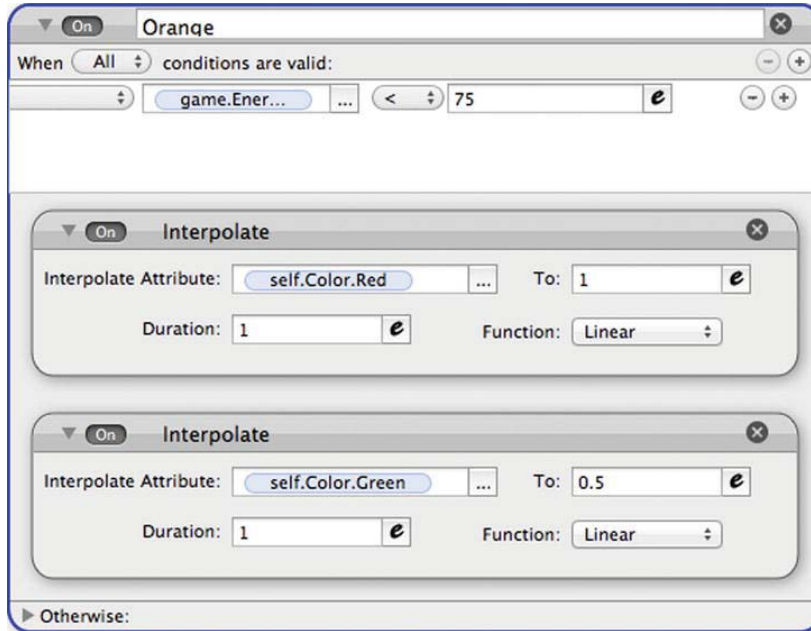 On Orange
When All conditions are valid:
game.Ener... ... < 75 e
On Interpolate
Interpolate Attribute: self.Color.Red ... To: 1 e
Duration: 1 e Function: Linear
On Interpolate
Interpolate Attribute: self.Color.Green ... To: 0.5 e
Duration: 1 e Function: Linear
Otherwise: